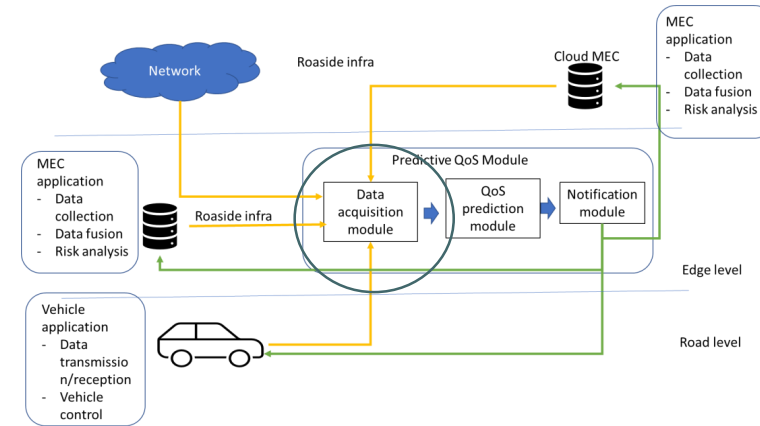 Network
Roaside infra
Cloud MEC
MEC
application
- Data
collection
- Data fusion
- Risk analysis
MEC
application
- Data
collection
- Data fusion
- Risk analysis
Roaside infra
Predictive QoS Module
Data
acquisition
module
QoS
prediction
module
Notification
module
Edge level
Vehicle
application
- Data
transmissio
n/reception
- Vehicle
control
Road level